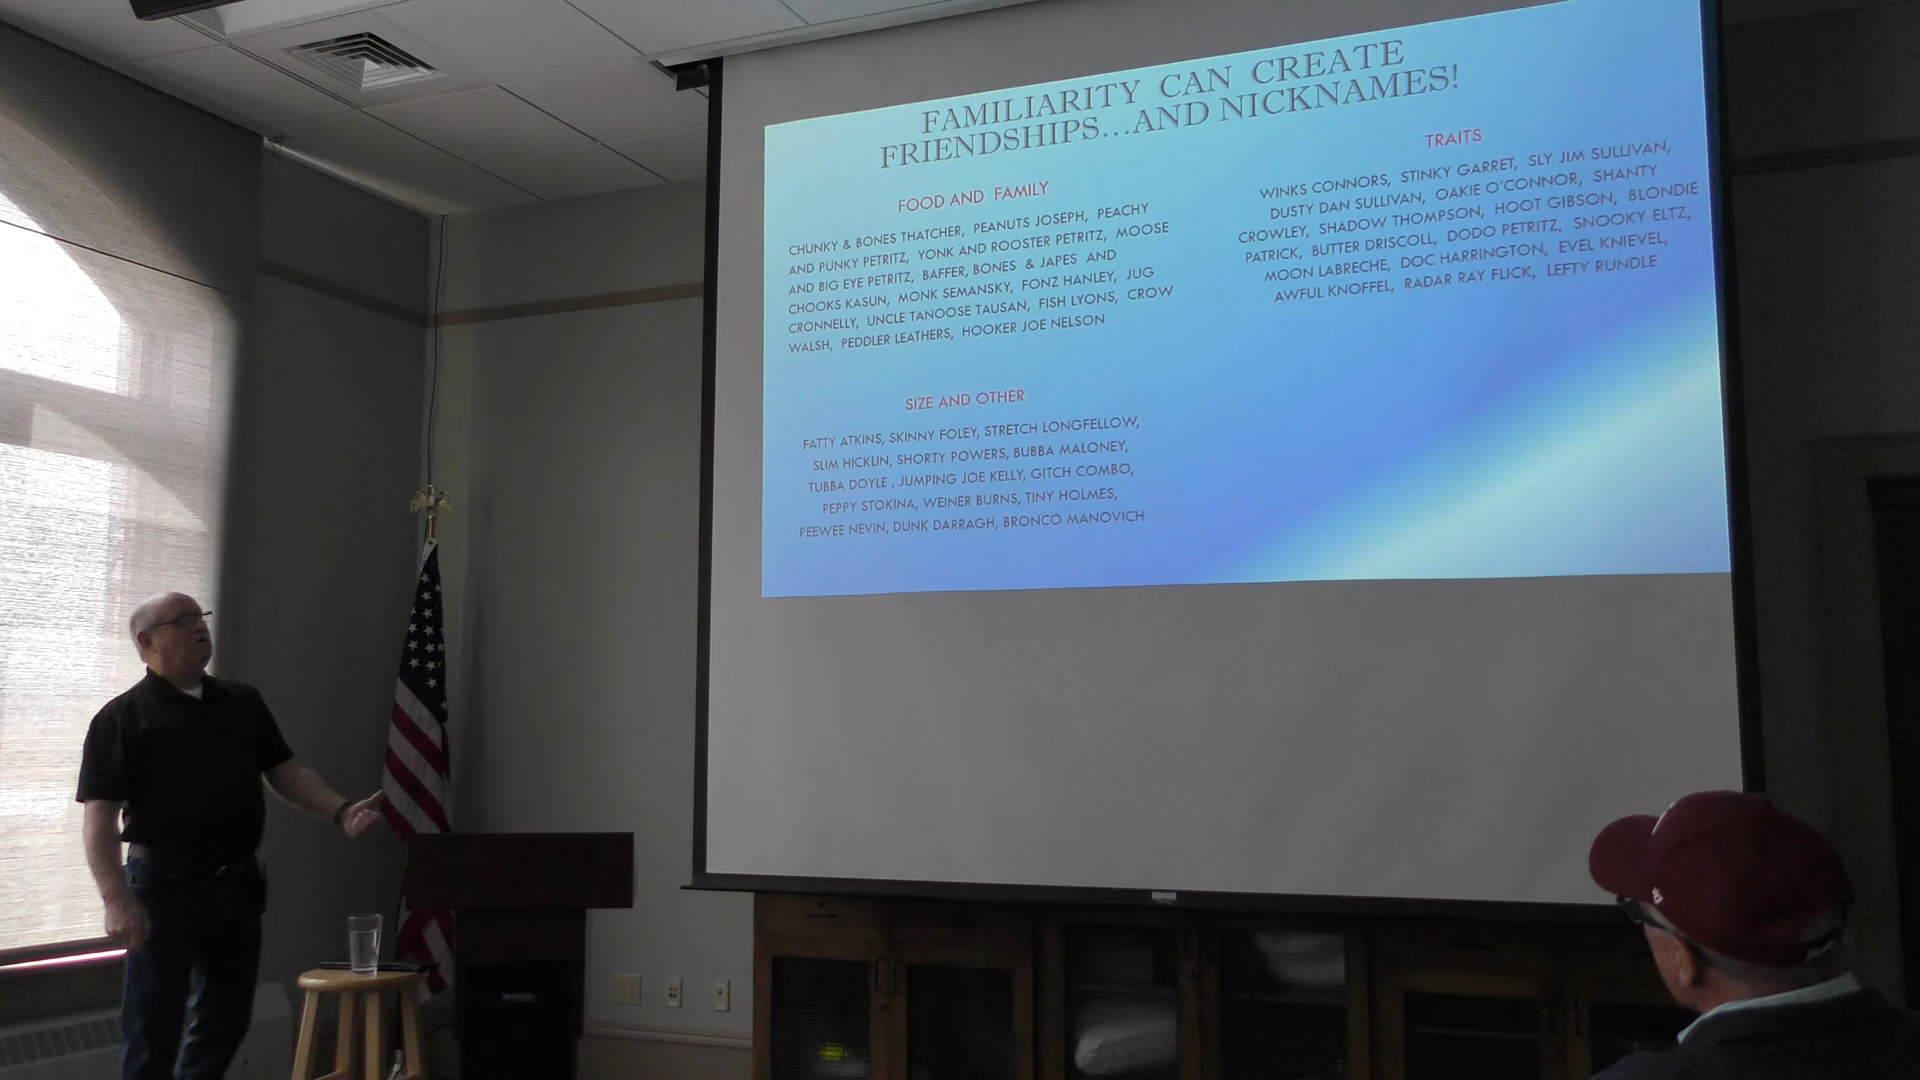 FAMILIARITY CAN CREATE
FRIENDSHIPS...AND NICKNAMES!
FOOD AND FAMILY
CHUNKY & BONES THATCHER, PEANUTS JOSEPH, PEACHY
AND PUNKY PETRITZ, YONK AND ROOSTER PETRITZ, MOOSE
AND BIG EYE PETRITZ, BAFFER, BONES & JAPES AND
CHOOKS KASUN, MONK SEMANSKY, FONZ HANLEY, JUG
CRONNELLY, UNCLE TANOOSE TAUSAN, FISH LYONS, CROW
WALSH, PEDDLER LEATHERS, HOOKER JOE NELSON
SIZE AND OTHER
FATTY ATKINS, SKINNY FOLEY, STRETCH LONGFELLOW,
SLIM HICKLIN, SHORTY POWERS, BUBBA MALONEY,
TUBBA DOYLE , JUMPING JOE KELLY, GITCH COMBO,
PEPPY STOKINA, WEINER BURNS, TINY HOLMES,
PEEWEE NEVIN, DUNK DARRAGH, BRONCO MANOVICH
TRAITS
WINKS CONNORS, STINKY GARRET, SLY JIM SULLIVAN,
DUSTY DAN SULLIVAN, OAKIE O'CONNOR, SHANTY
CROWLEY, SHADOW THOMPSON, HOOT GIBSON, BLONDIE
PATRICK, BUTTER DRISCOLL, DODO PETRITZ, SNOOKY ELTZ,
MOON LABRECHE, DOC HARRINGTON, EVEL KNIEVEL,
AWFUL KNOFFEL, RADAR RAY FLICK, LEFTY RUNDLE